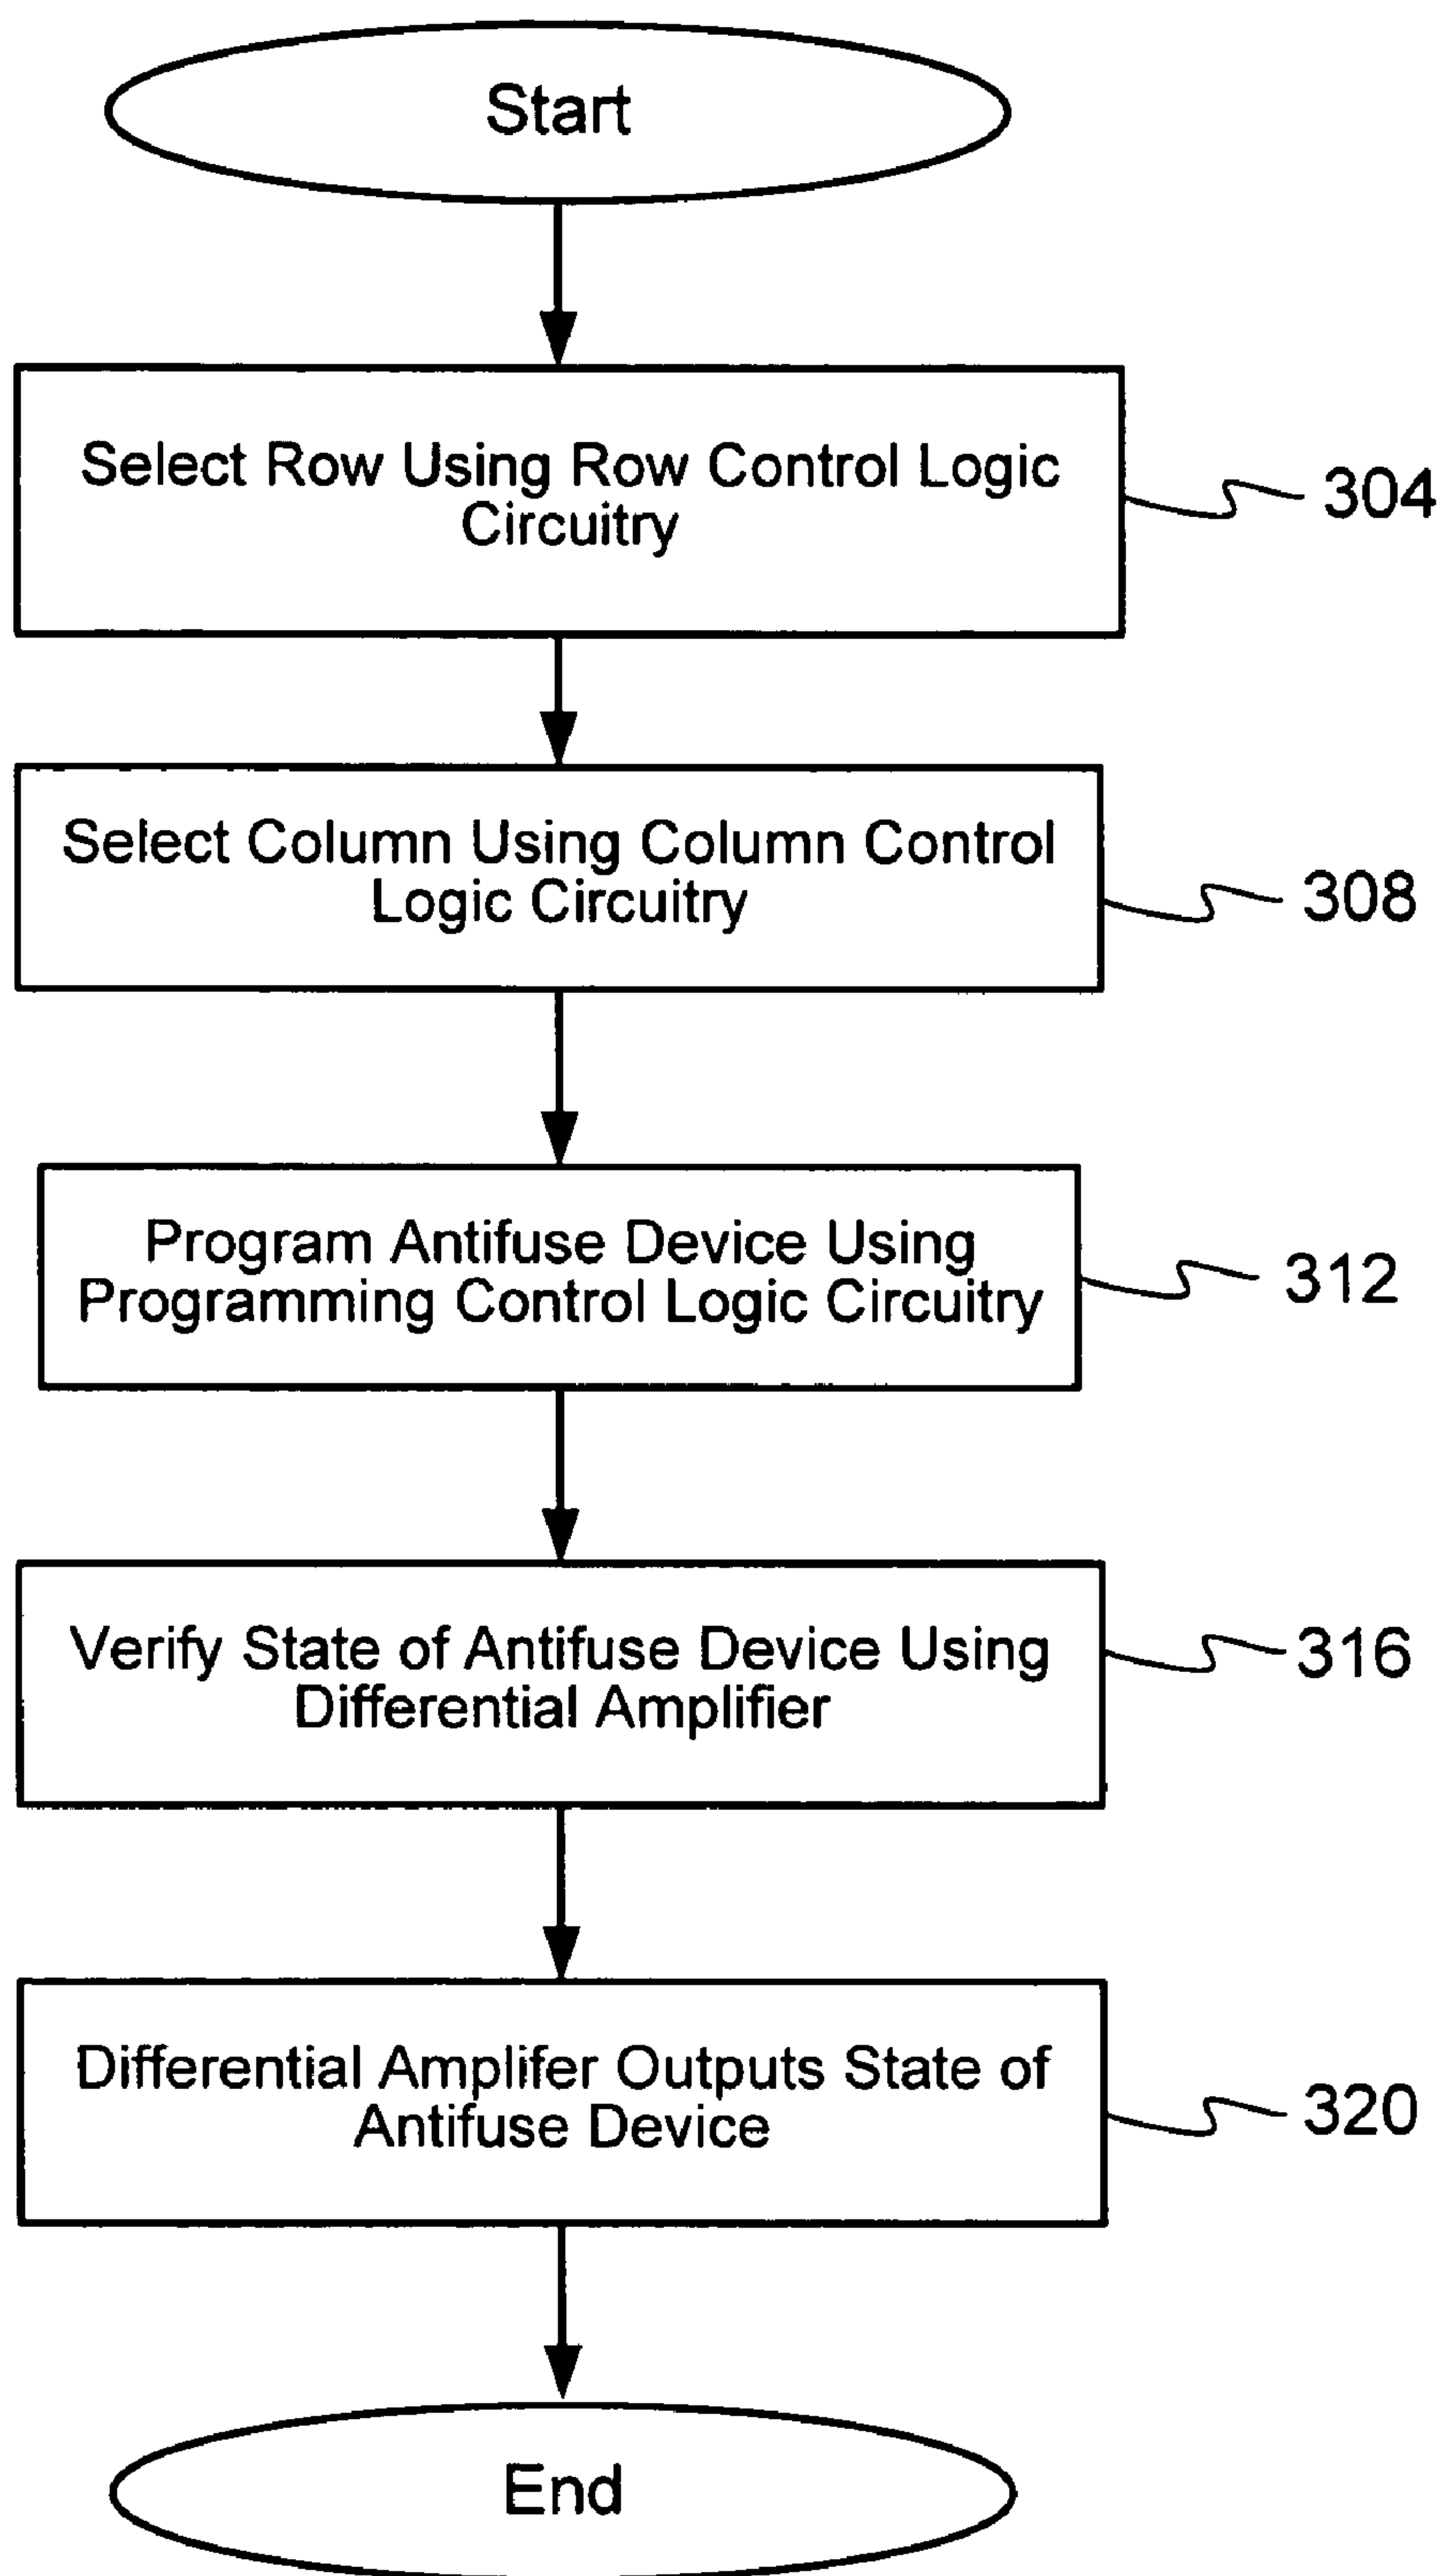 Start
Select Row Using Row Control Logic
Circuitry
304
Select Column Using Column Control
Logic Circuitry
308
Program Antifuse Device Using
Programming Control Logic Circuitry
312
Verify State of Antifuse Device Using
Differential Amplifier
316
Differential Amplifer Outputs State of
Antifuse Device
320
End